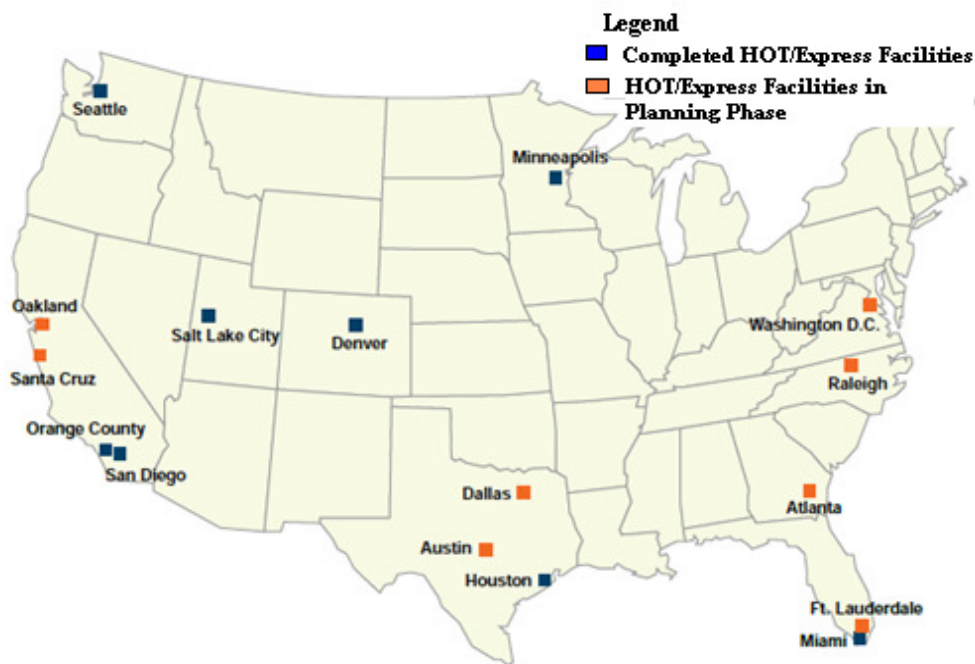 Legend
Completed HOT/Express Facilities
HOT/Express Facilities in
Planning Phase
Seattle
Minneapolis
Oakland
Salt Lake City
Denver
Washington D.C.
Santa Cruz
Raleigh
Orange County
San Diego
Dallas
Atlanta
Austin
Houston
Ft. Lauderdale
Miami